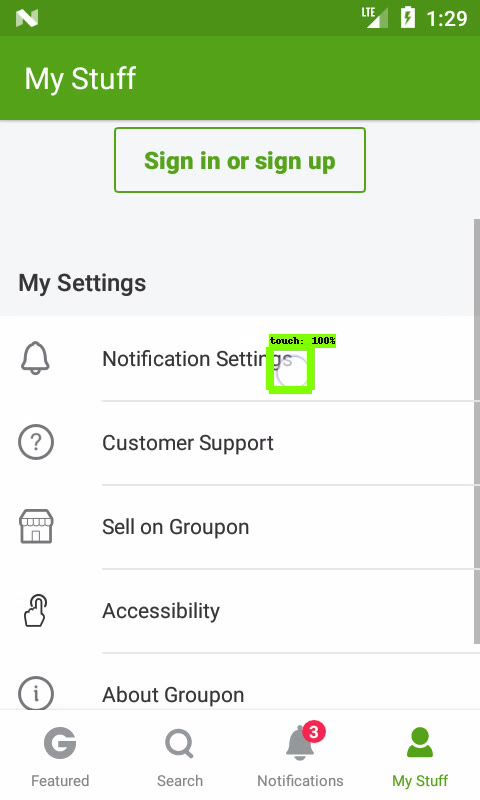 LTE 1:29
My Stuff
Sign in or sign up
My Settings
touch: 100%
Notification Settings
Customer Support
Sell on Groupon
Accessibility
About Groupon
3
Featured Search Notifications My Stuff